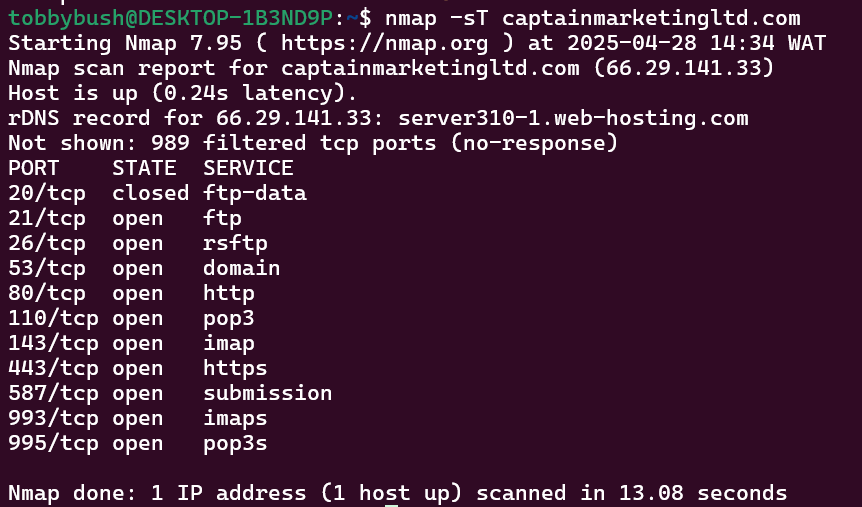 tobbybush@DESKTOP-1B3ND9P:~$ nmap -sT captainmarketingltd.com
Starting Nmap 7.95 ( https://nmap.org ) at 2025-04-28 14:34 WAT
Nmap scan report for captainmarketingltd.com (66.29.141.33)
Host is up (0.24s latency).
rDNS record for 66.29.141.33: server310-1.web-hosting.com
Not shown: 989 filtered tcp ports (no-response)
PORT    STATE  SERVICE
20/tcp  closed ftp-data
21/tcp  open   ftp
26/tcp  open   rsftp
53/tcp  open   domain
80/tcp  open   http
110/tcp open   pop3
143/tcp open   imap
443/tcp open   https
587/tcp open   submission
993/tcp open   imaps
995/tcp open   pop3s

Nmap done: 1 IP address (1 host up) scanned in 13.08 seconds